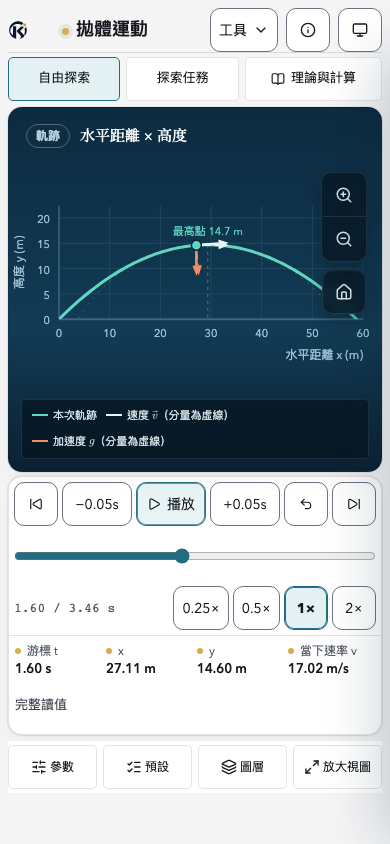 拋體運動
工具
自由探索
探索任務
理論與計算
軌跡
水平距離 × 高度
最高點 14.7 m
高度 y (m)
20
15
10
5
0
0
10
20
30
40
50
60
水平距離 x (m)
本次軌跡
速度 v⃗（分量為虛線）
加速度 g（分量為虛線）
−0.05s
播放
+0.05s
1.60 / 3.46 s
0.25×
0.5×
1×
2×
游標 t
x
y
當下速率 v
1.60 s
27.11 m
14.60 m
17.02 m/s
完整讀值
參數
預設
圖層
放大視圖